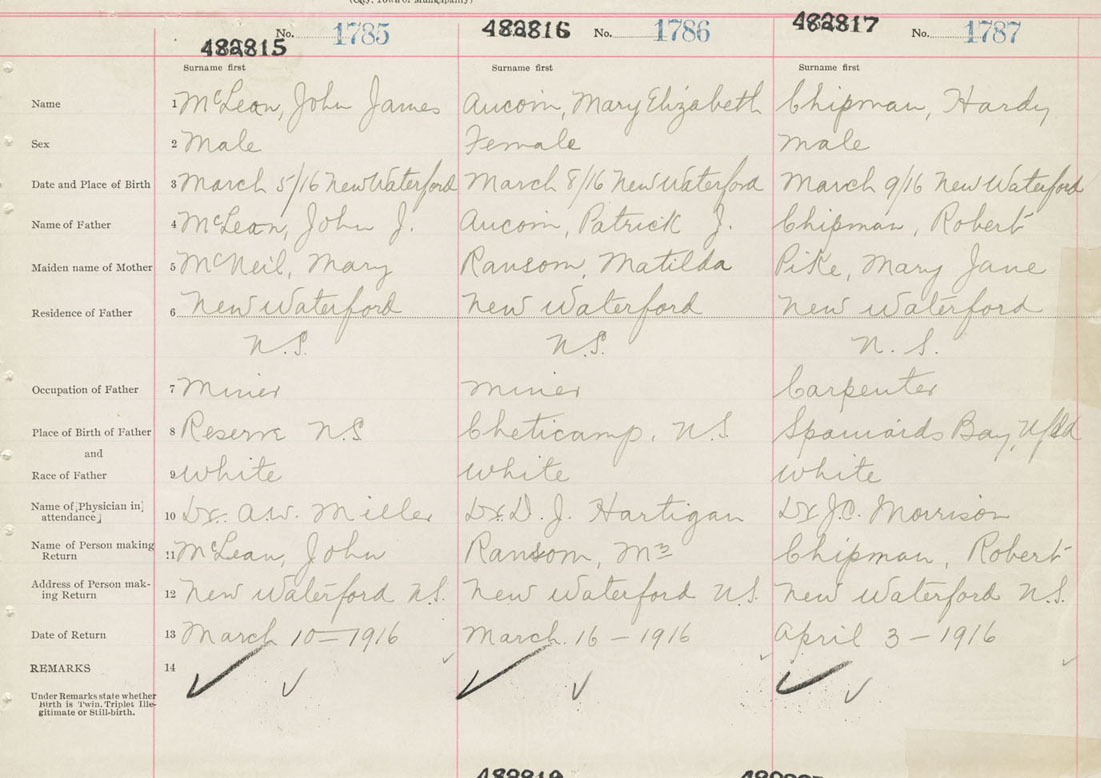 (City, Town or Municipality)
482815 No. 1785 482816 No. 1786 482817 No. 1787
Surname first Surname first Surname first
Name 1 McLean, John James Aucoin, Mary Elizabeth Chipman, Hardy
Sex 2 Male Female Male
Date and Place of Birth 3 March 5/16 New Waterford March 8/16 New Waterford March 9/16 New Waterford
Name of Father 4 McLean, John J. Aucoin, Patrick J. Chipman, Robert
Maiden name of Mother 5 McNeil, Mary Ransom, Matilda Pike, Mary Jane
Residence of Father 6 New Waterford New Waterford New Waterford
N.S. N.S. N.S.
Occupation of Father 7 Miner Miner Carpenter
Place of Birth of Father 8 Reserve N.S. Cheticamp, N.S. Spaniards Bay, Nfld
and
Race of Father 9 White White White
Name of [Physician in
attendance] 10 Dr. A.W. Miller Dr. D. J. Hartigan Dr. J.C. Morrison
Name of Person making
Return 11 McLean, John Ransom, Mrs Chipman, Robert
Address of Person mak-
ing Return 12 New Waterford N.S. New Waterford N.S. New Waterford N.S.
Date of Return 13 March 10 – 1916 March. 16 – 1916 April 3 – 1916
REMARKS 14
Under Remarks state whether
Birth is Twin, Triplet Ille-
gitimate or Still-birth.